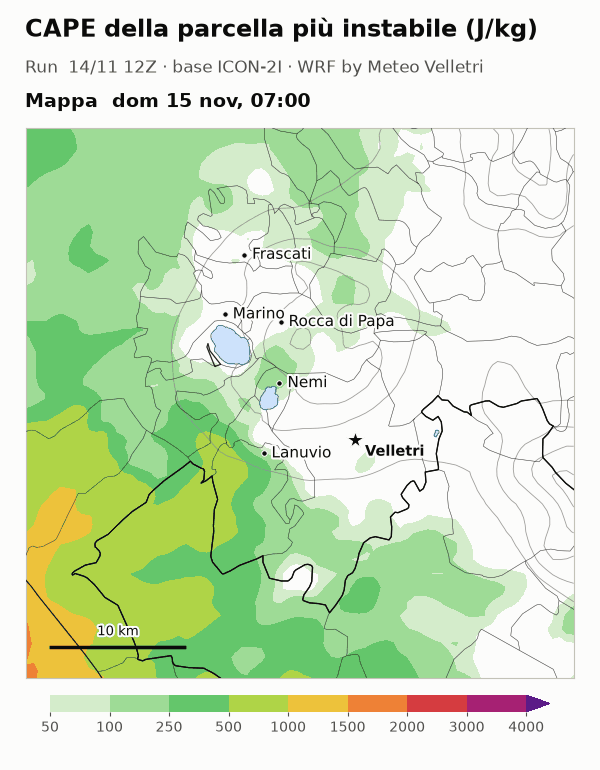 CAPE della parcella più instabile (J/kg)
Run  14/11 12Z · base ICON-2I · WRF by Meteo Velletri
Mappa  dom 15 nov, 07:00
Frascati
Marino
Rocca di Papa
Nemi
Velletri
Lanuvio
10 km
50 100 250 500 1000 1500 2000 3000 4000